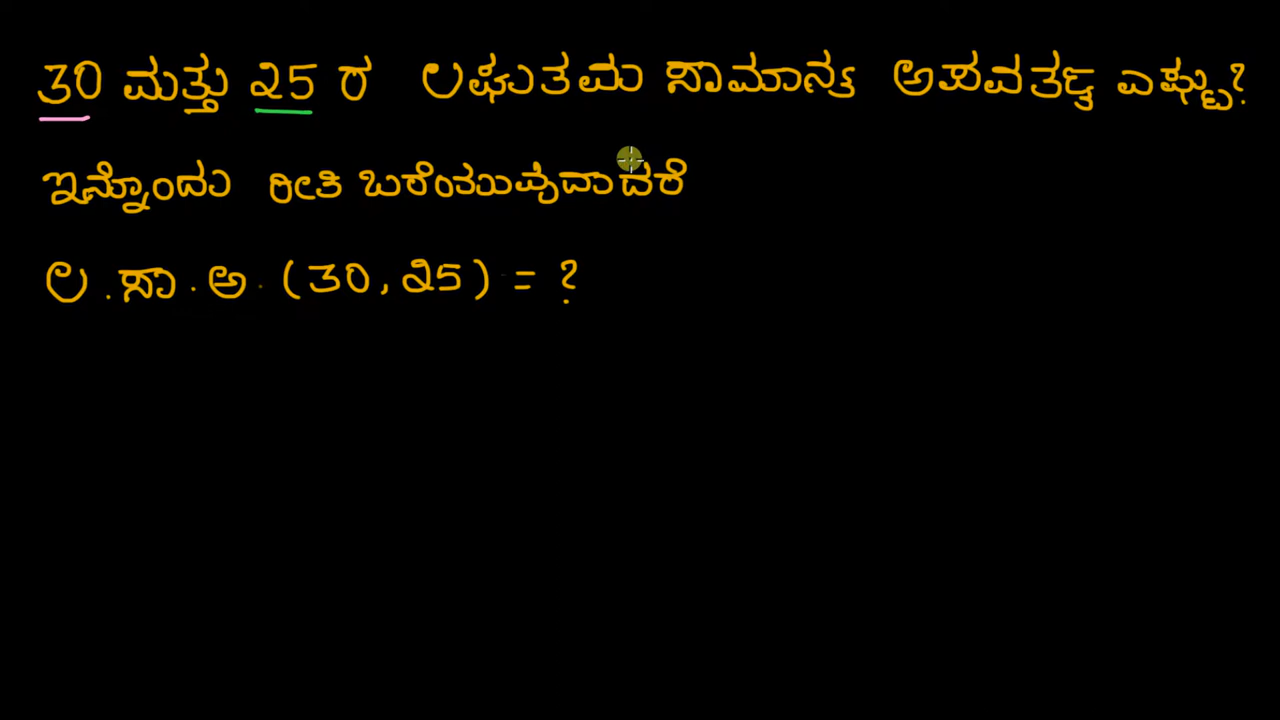 30 ಮತ್ತು 25 ರ ಲಘುತಮ ಸಾಮಾನ್ಯ ಅಪವರ್ತ್ಯ ಎಷ್ಟು?
ಇನ್ನೊಂದು ರೀತಿ ಬರೆಯುವುದಾದರೆ
ಲ.ಸಾ.ಅ.(30,25) = ?